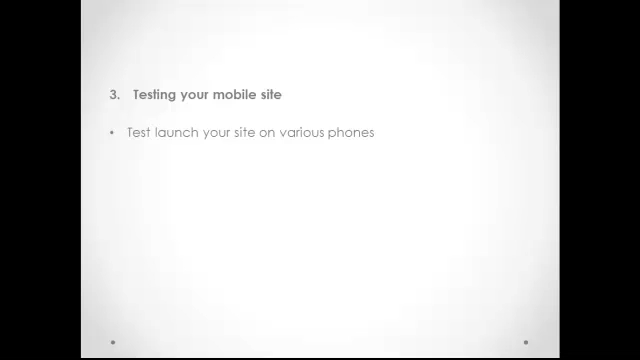 3. Testing your mobile site
• Test launch your site on various phones